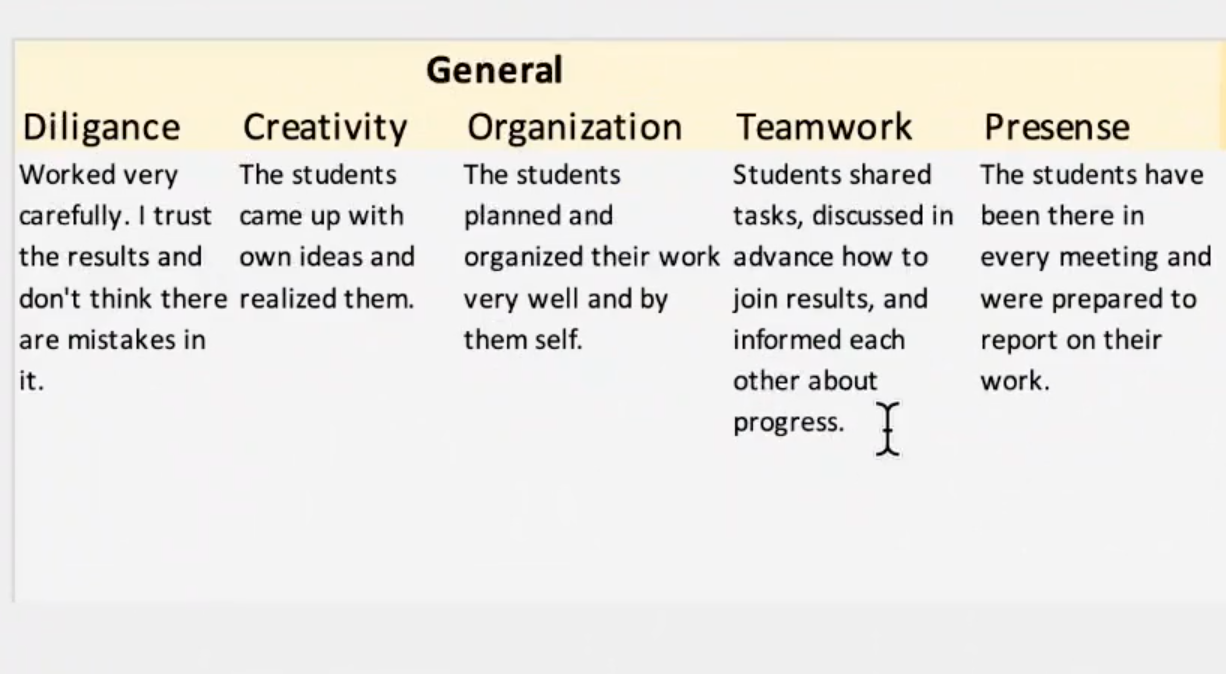 General
Diligance Creativity Organization Teamwork Presense
Worked very
carefully. I trust
the results and
don't think there
are mistakes in
it.
The students
came up with
own ideas and
realized them.
The students
planned and
organized their work
very well and by
them self.
Students shared
tasks, discussed in
advance how to
join results, and
informed each
other about
progress.
The students have
been there in
every meeting and
were prepared to
report on their
work.